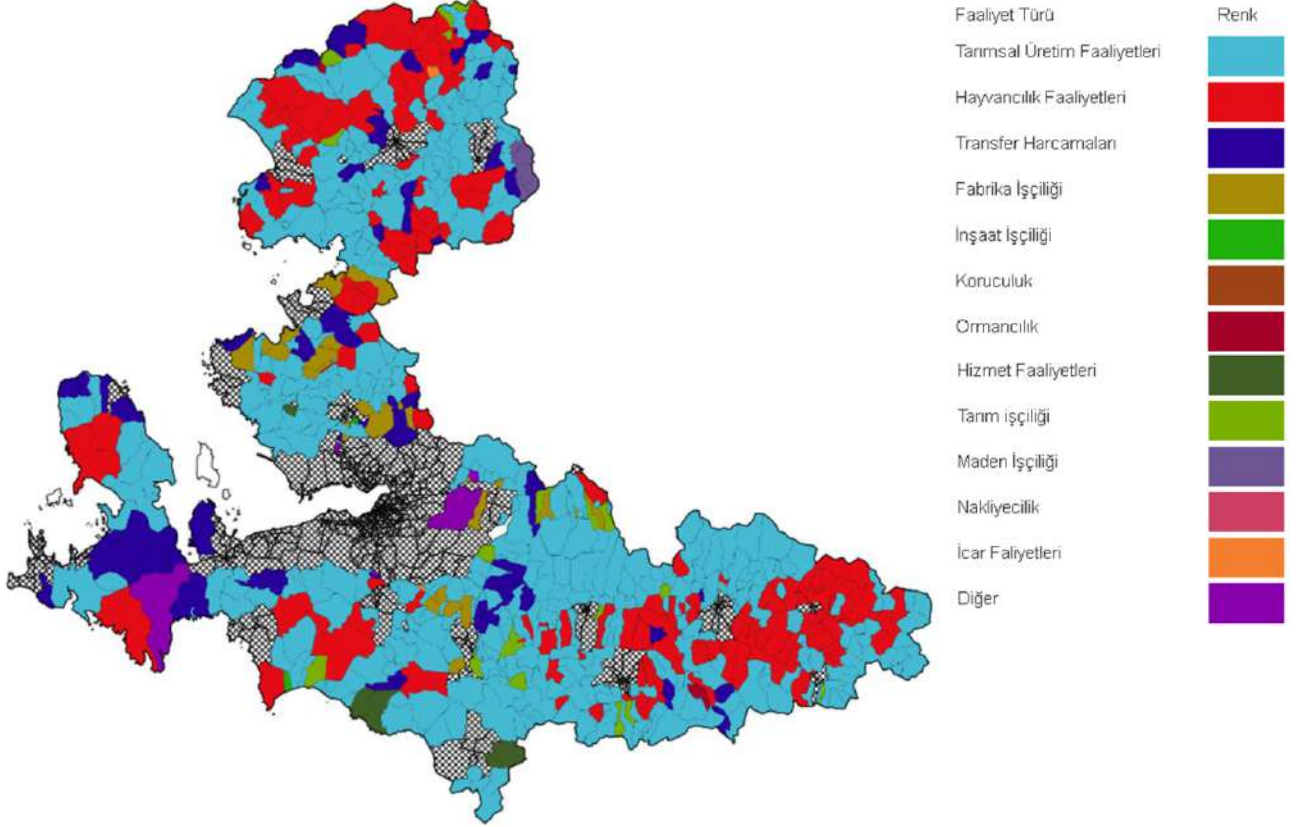 Faaliyet Türü Renk
Tarımsal Üretim Faaliyetleri
Hayvancılık Faaliyetleri
Transfer Harcamaları
Fabrika İşçiliği
İnşaat İşçiliği
Koruculuk
Ormancılık
Hizmet Faaliyetleri
Tarım işçiliği
Maden İşçiliği
Nakliyecilik
İcar Faliyetleri
Diğer